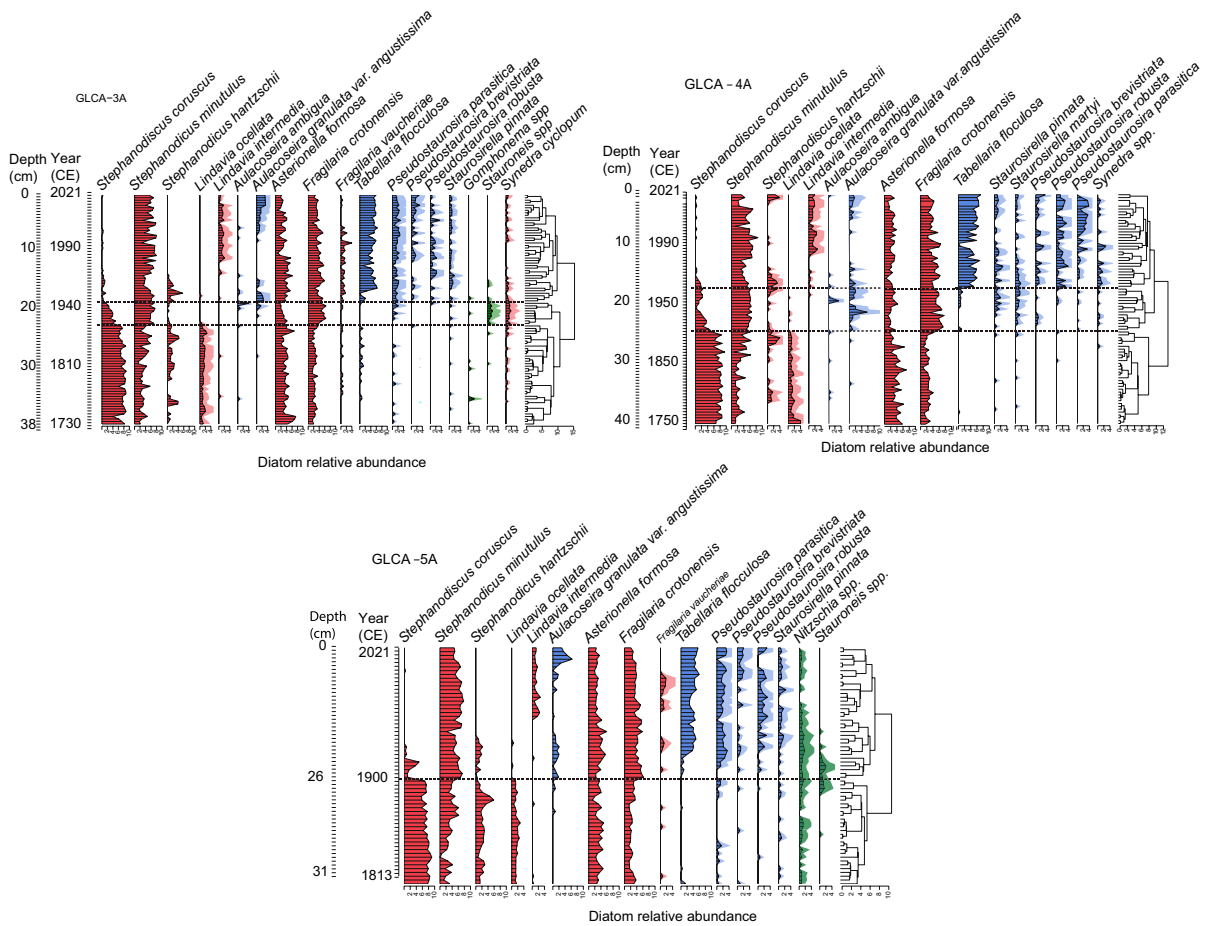 GLCA–3A
Depth (cm)
Year (CE)
Stephanodiscus coruscus
Stephanodicus minutulus
Stephanodicus hantzschii
Lindavia ocellata
Lindavia intermedia
Aulacoseira ambigua
Aulacoseira granulata var. angustissima
Asterionella formosa
Fragilaria crotonensis
Fragilaria vaucheriae
Tabellaria flocculosa
Pseudostaurosira parasitica
Pseudostaurosira brevistriata
Pseudostaurosira robusta
Staurosirella pinnata
Gomphonema spp
Stauroneis spp
Synedra cyclopum
0
10
20
30
38
2021
1990
1940
1810
1730
Diatom relative abundance
GLCA – 4A
Depth (cm)
Year (CE)
Stephanodiscus coruscus
Stephanodiscus minutulus
Stephanodiscus hantzschii
Lindavia ocellata
Lindavia intermedia
Aulacoseira ambigua
Aulacoseira granulata var.angustissima
Asterionella formosa
Fragilaria crotonensis
Tabellaria floculosa
Staurosirella pinnata
Staurosirella martyi
Pseudostaurosira brevistriata
Pseudostaurosira robusta
Pseudostaurosira parasitica
Synedra spp.
0
10
20
30
40
2021
1990
1950
1850
1750
Diatom relative abundance
GLCA –5A
Depth (cm)
Year (CE)
Stephanodiscus coruscus
Stephanodicus minutulus
Stephanodicus hantzschii
Lindavia ocellata
Lindavia intermedia
Aulacoseira granulata var. angustissima
Asterionella formosa
Fragilaria crotonensis
Fragilaria vaucheriae
Tabellaria flocculosa
Pseudostaurosira parasitica
Pseudostaurosira brevistriata
Pseudostaurosira robusta
Staurosirella pinnata
Nitzschia spp.
Stauroneis spp.
0
26
31
2021
1900
1813
Diatom relative abundance